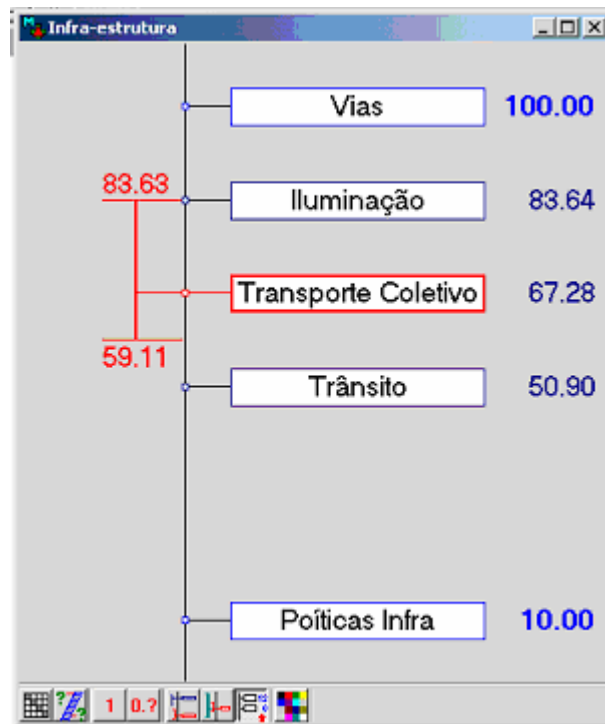 Infra-estrutura
Vias 100.00
83.63
Iluminação 83.64
Transporte Coletivo 67.28
59.11
Trânsito 50.90
Poíticas Infra 10.00
1 0.?